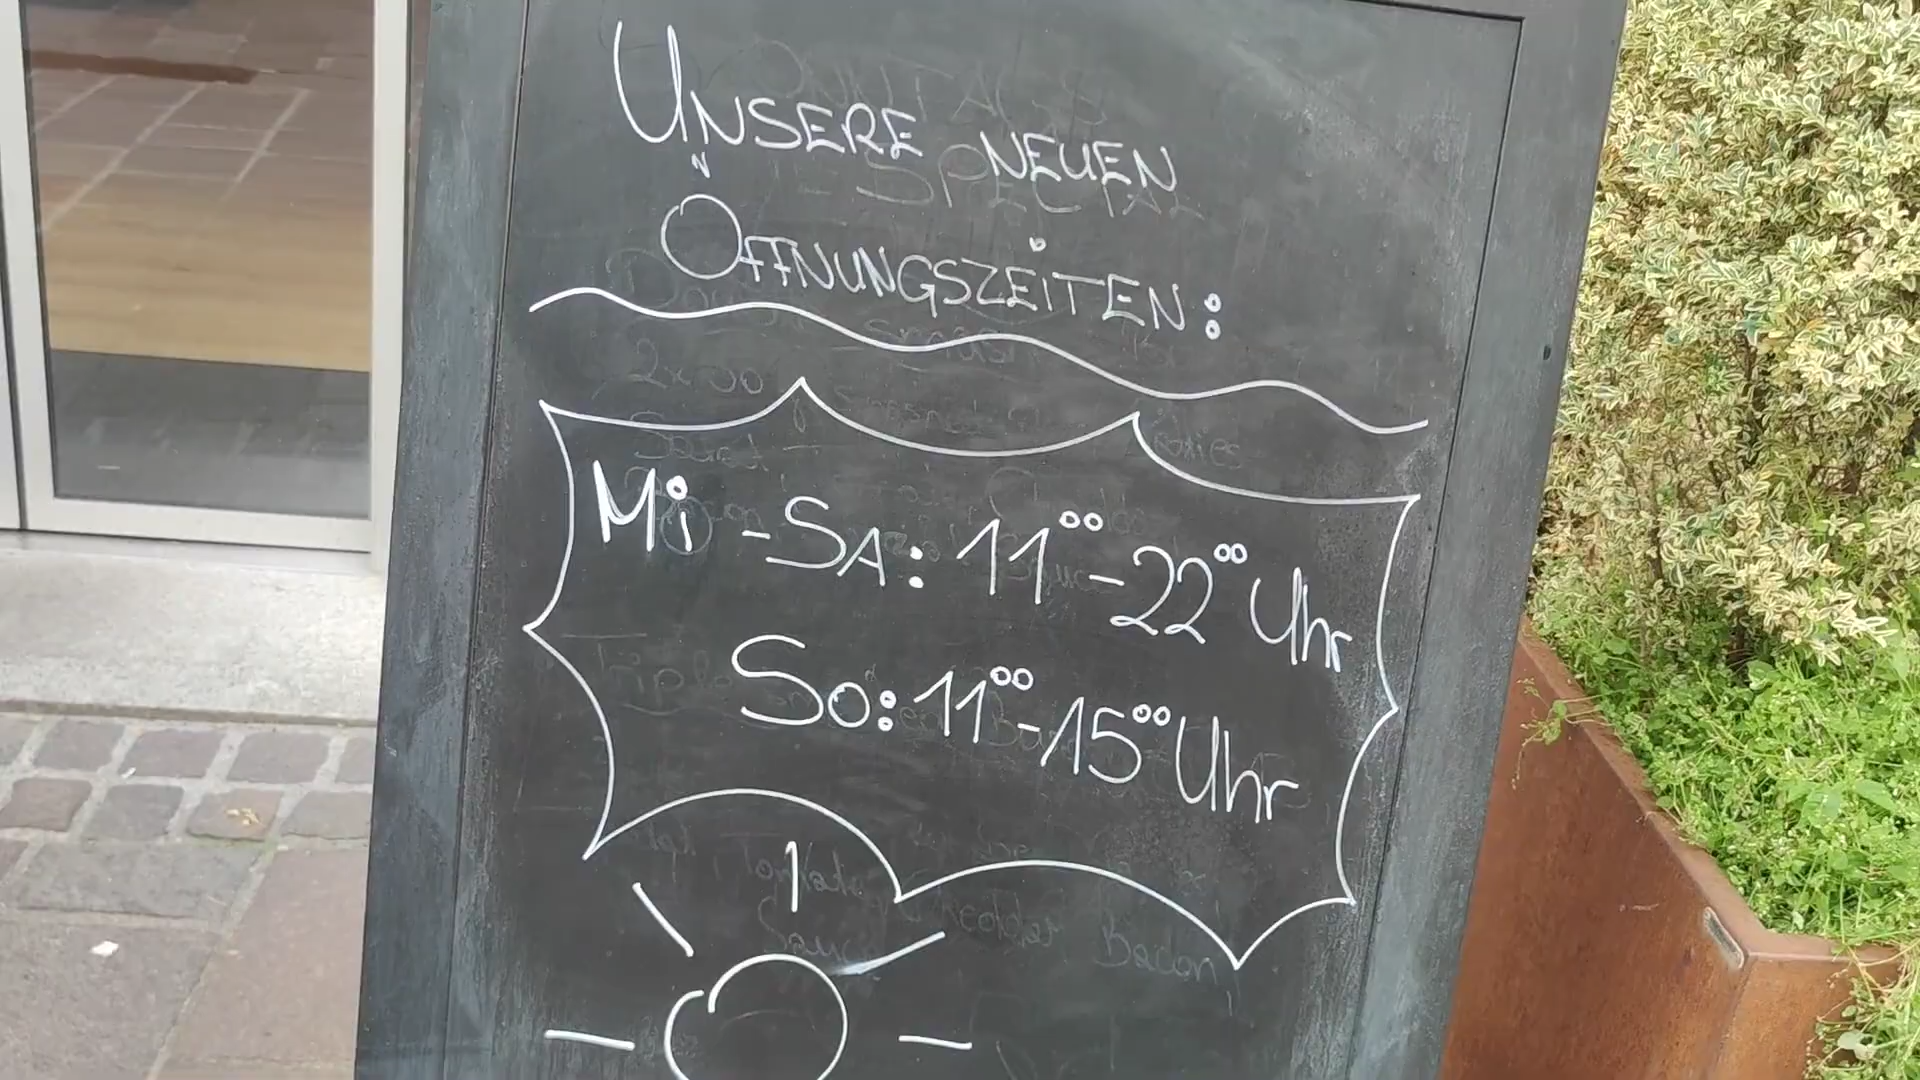 UNSERE NEUEN
ÖFFNUNGSZEITEN:
Mi - SA: 11⁰⁰ - 22⁰⁰ Uhr
So: 11⁰⁰ - 15⁰⁰ Uhr